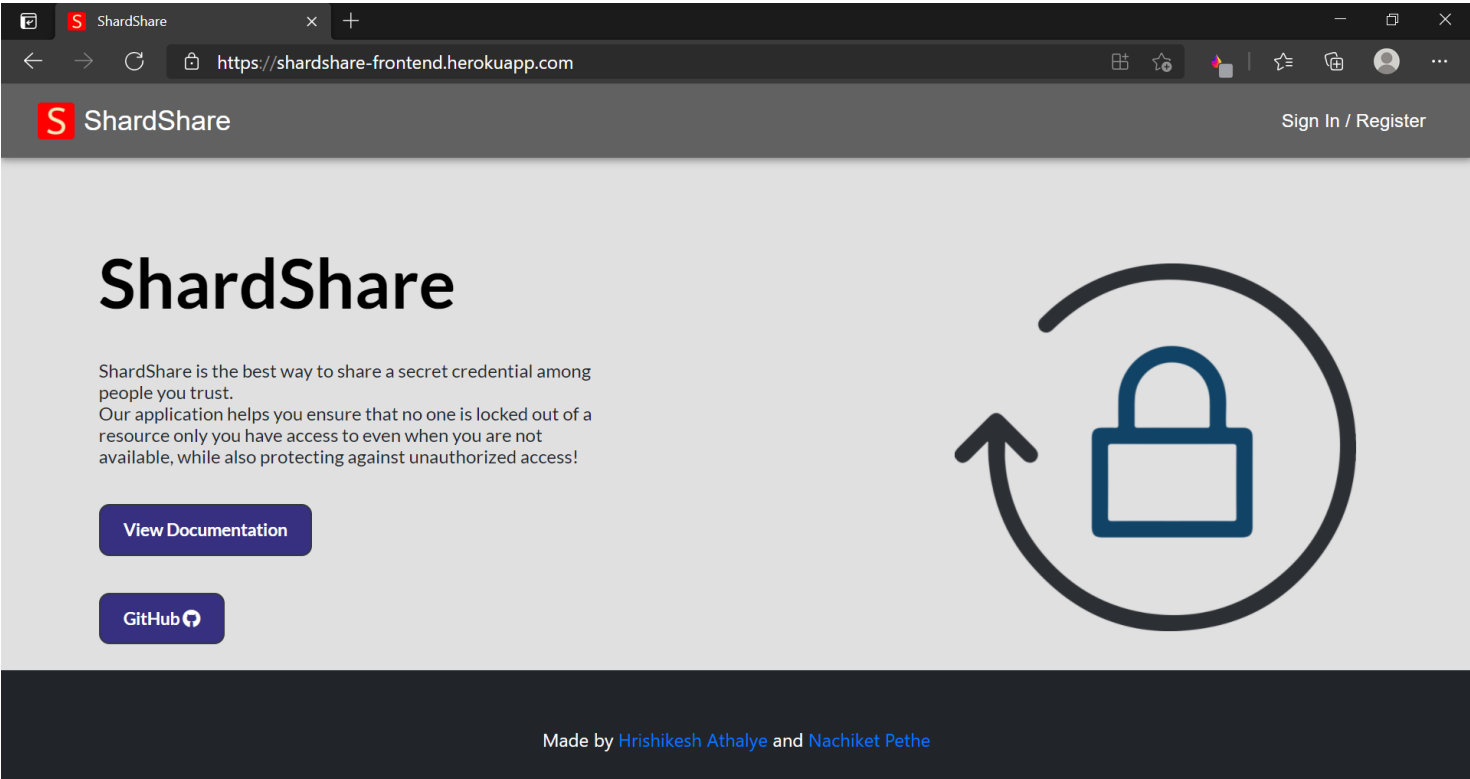 S ShardShare
https://shardshare-frontend.herokuapp.com
S ShardShare
Sign In / Register
ShardShare
ShardShare is the best way to share a secret credential among
people you trust.
Our application helps you ensure that no one is locked out of a
resource only you have access to even when you are not
available, while also protecting against unauthorized access!
View Documentation
GitHub
Made by Hrishikesh Athalye and Nachiket Pethe